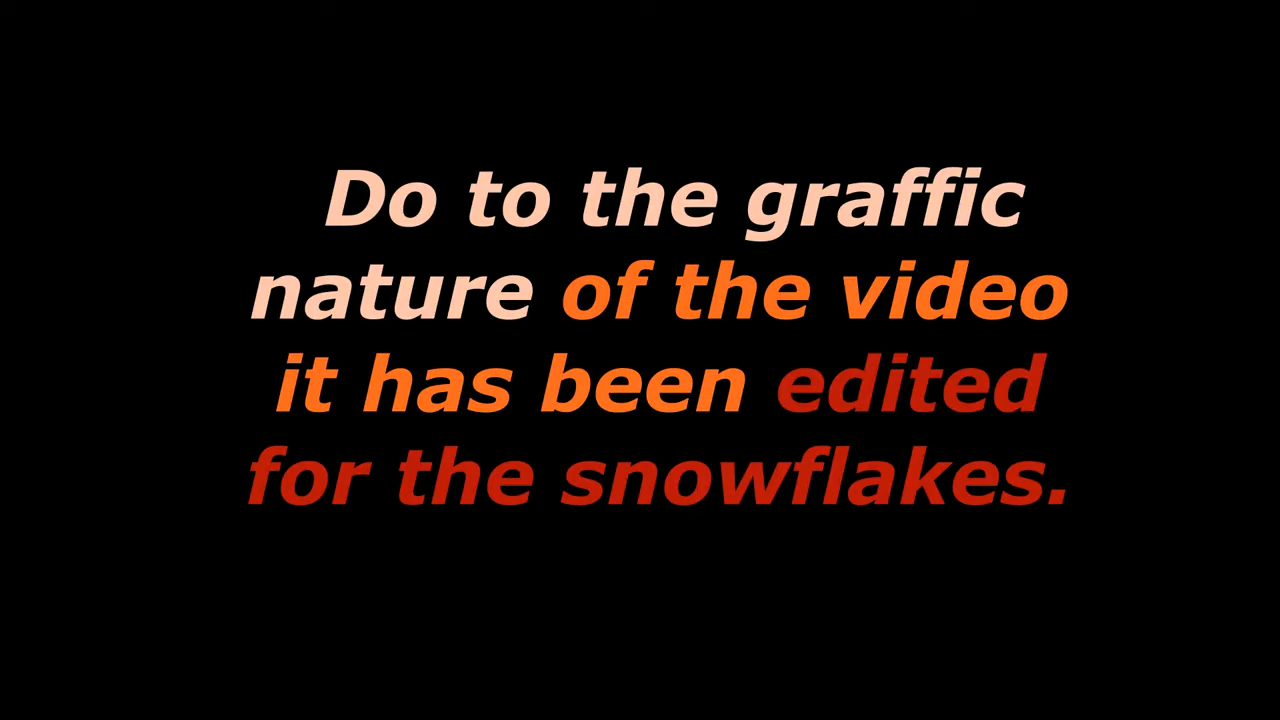 Do to the graffic
nature of the video
it has been edited
for the snowflakes.